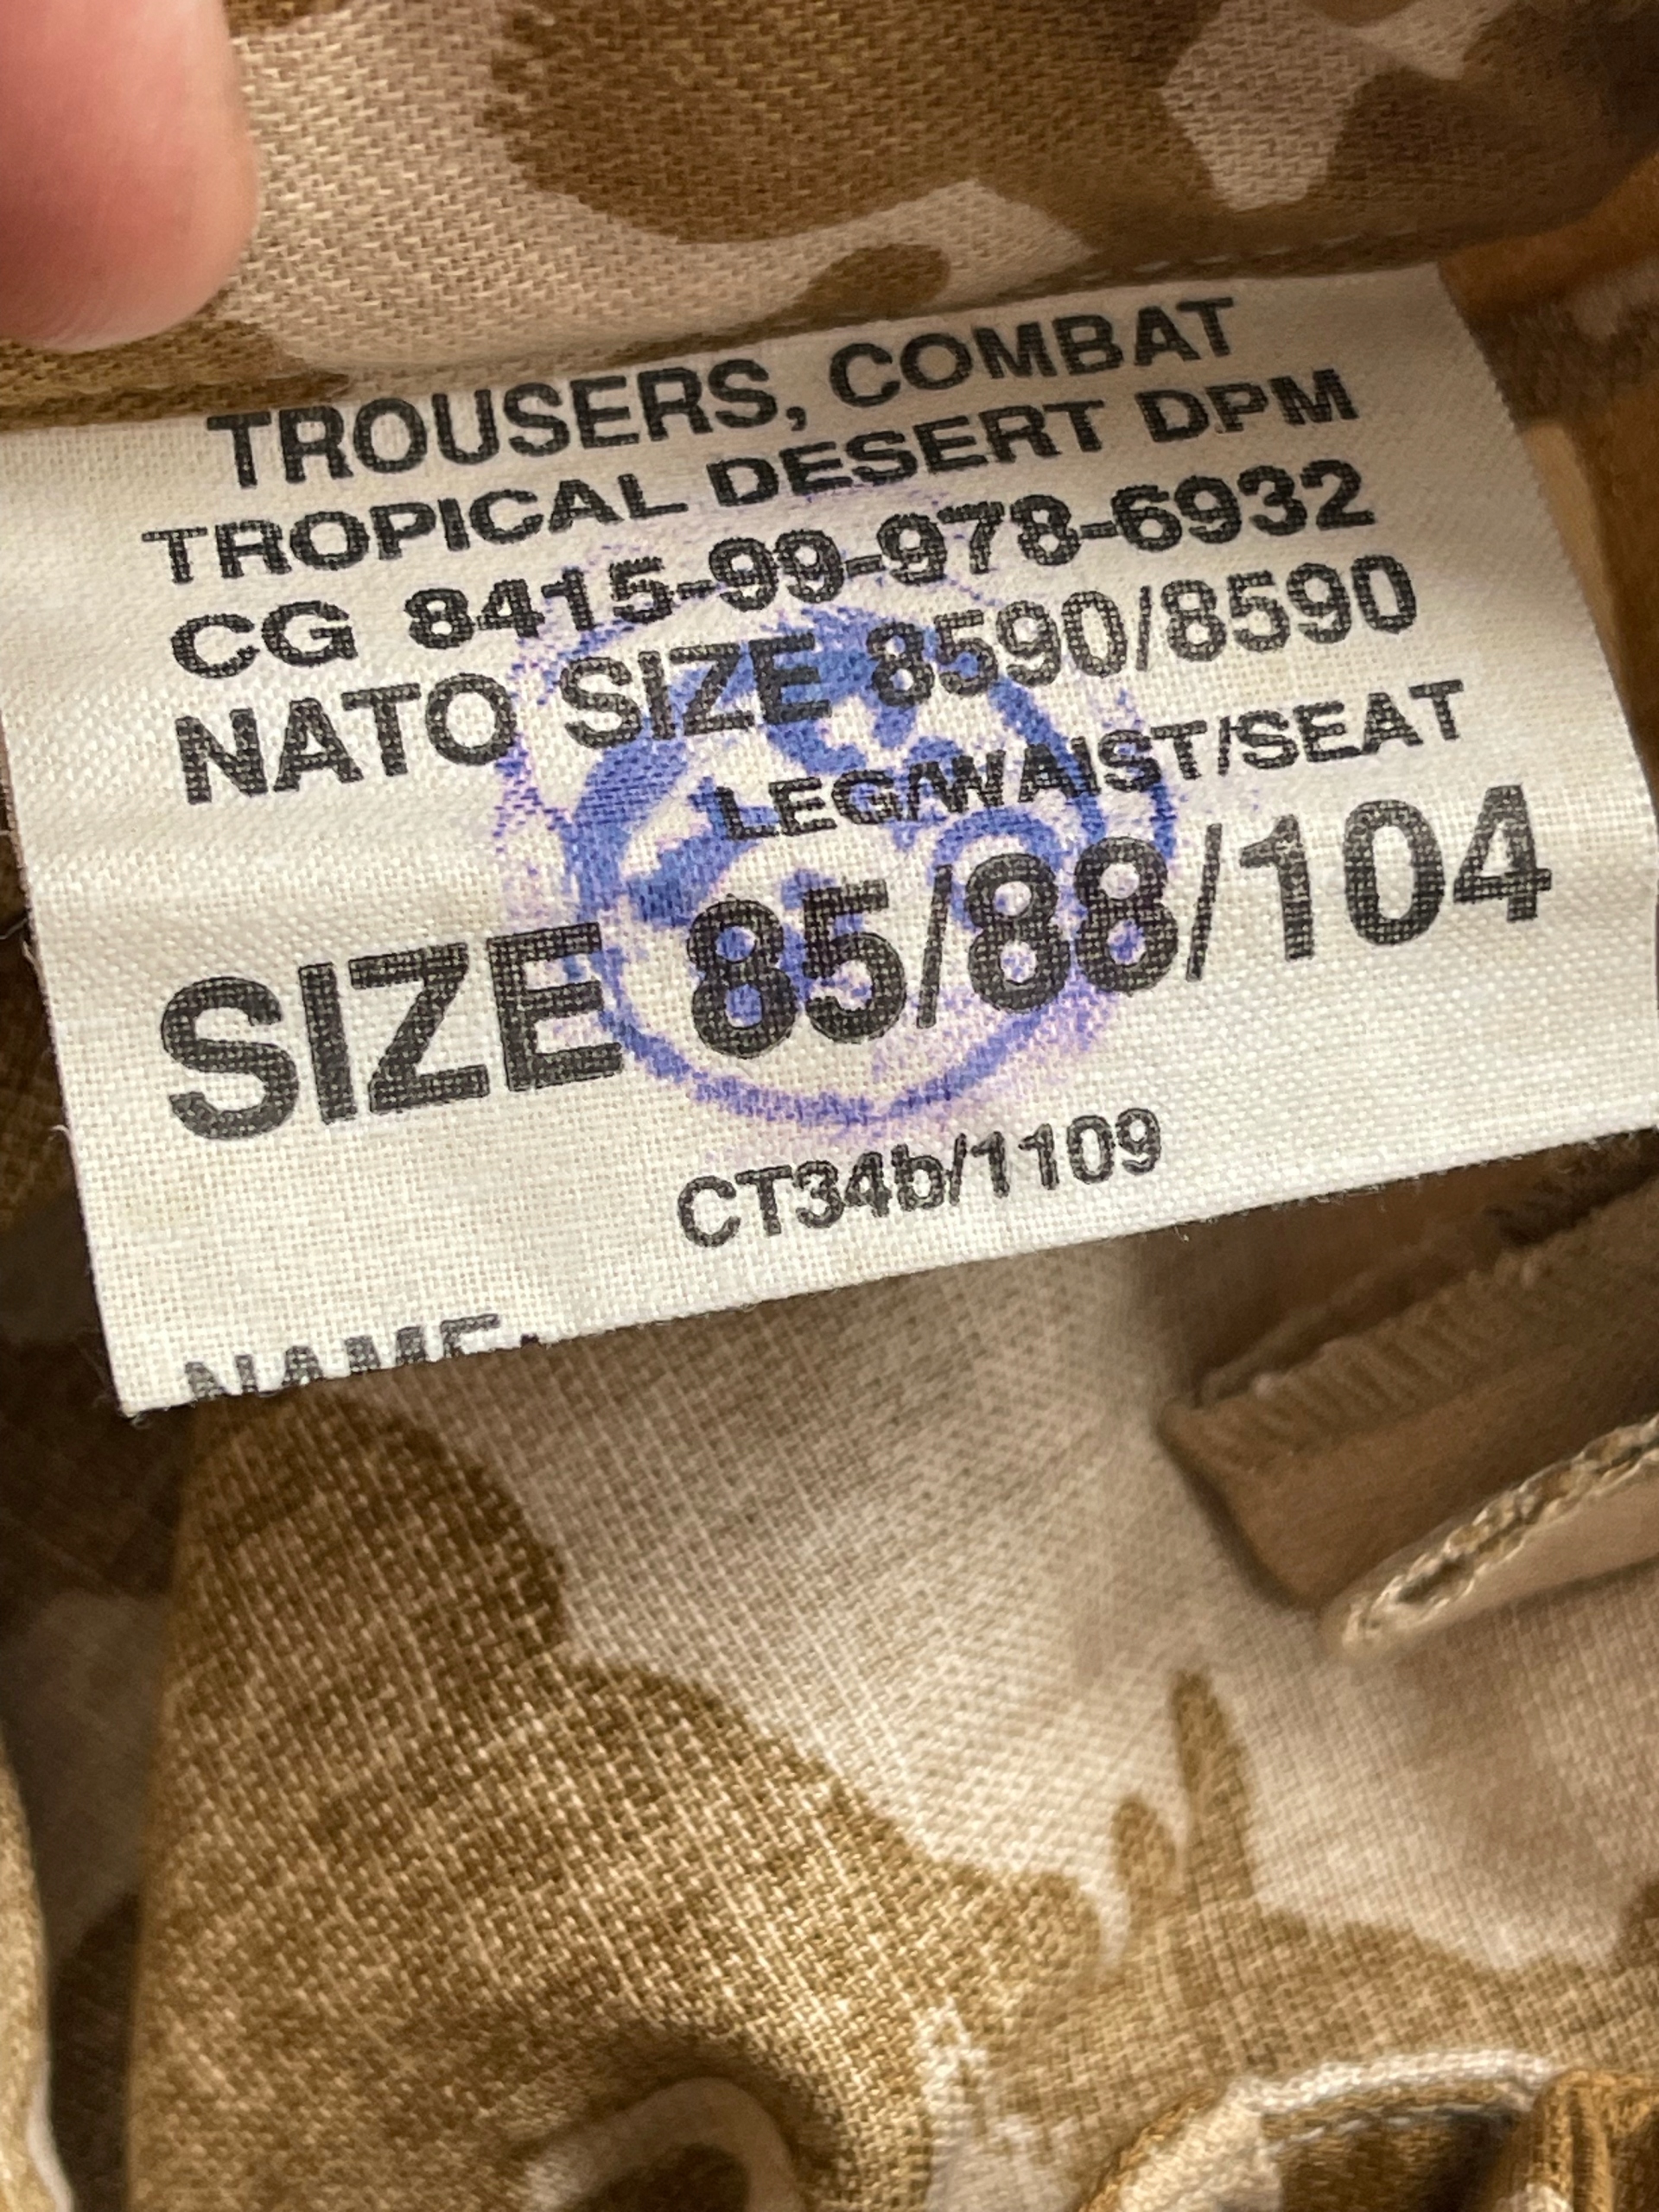 TROUSERS, COMBAT
TROPICAL DESERT DPM
CG 8415-99-978-6932
NATO SIZE 8590/8590
LEG/WAIST/SEAT
SIZE 85/88/104
CT34b/1109
NAME: